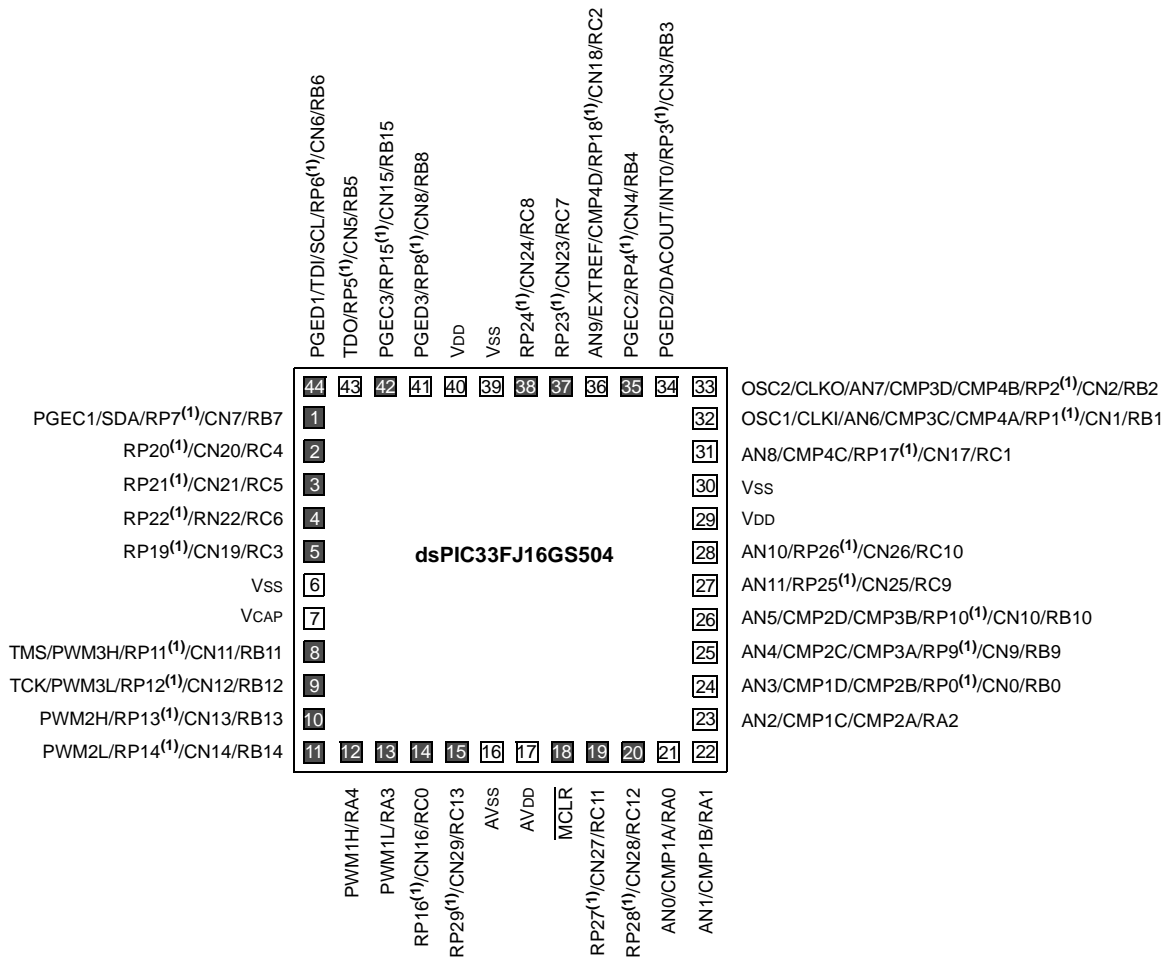 PGED1/TDI/SCL/RP6(1)/CN6/RB6
TDO/RP5(1)/CN5/RB5
PGEC3/RP15(1)/CN15/RB15
PGED3/RP8(1)/CN8/RB8
VDD
VSS
RP24(1)/CN24/RC8
RP23(1)/CN23/RC7
AN9/EXTREF/CMP4D/RP18(1)/CN18/RC2
PGEC2/RP4(1)/CN4/RB4
PGED2/DACOUT/INT0/RP3(1)/CN3/RB3
44 43 42 41 40 39 38 37 36 35 34 33 OSC2/CLKO/AN7/CMP3D/CMP4B/RP2(1)/CN2/RB2
PGEC1/SDA/RP7(1)/CN7/RB7 1
32 OSC1/CLKI/AN6/CMP3C/CMP4A/RP1(1)/CN1/RB1
RP20(1)/CN20/RC4 2
31 AN8/CMP4C/RP17(1)/CN17/RC1
RP21(1)/CN21/RC5 3
30 VSS
RP22(1)/RN22/RC6 4
29 VDD
RP19(1)/CN19/RC3 5
dsPIC33FJ16GS504
28 AN10/RP26(1)/CN26/RC10
VSS 6
27 AN11/RP25(1)/CN25/RC9
VCAP 7
26 AN5/CMP2D/CMP3B/RP10(1)/CN10/RB10
TMS/PWM3H/RP11(1)/CN11/RB11 8
25 AN4/CMP2C/CMP3A/RP9(1)/CN9/RB9
TCK/PWM3L/RP12(1)/CN12/RB12 9
24 AN3/CMP1D/CMP2B/RP0(1)/CN0/RB0
PWM2H/RP13(1)/CN13/RB13 10
23 AN2/CMP1C/CMP2A/RA2
PWM2L/RP14(1)/CN14/RB14 11 12 13 14 15 16 17 18 19 20 21 22
PWM1H/RA4
PWM1L/RA3
RP16(1)/CN16/RC0
RP29(1)/CN29/RC13
AVSS
AVDD
MCLR
RP27(1)/CN27/RC11
RP28(1)/CN28/RC12
AN0/CMP1A/RA0
AN1/CMP1B/RA1